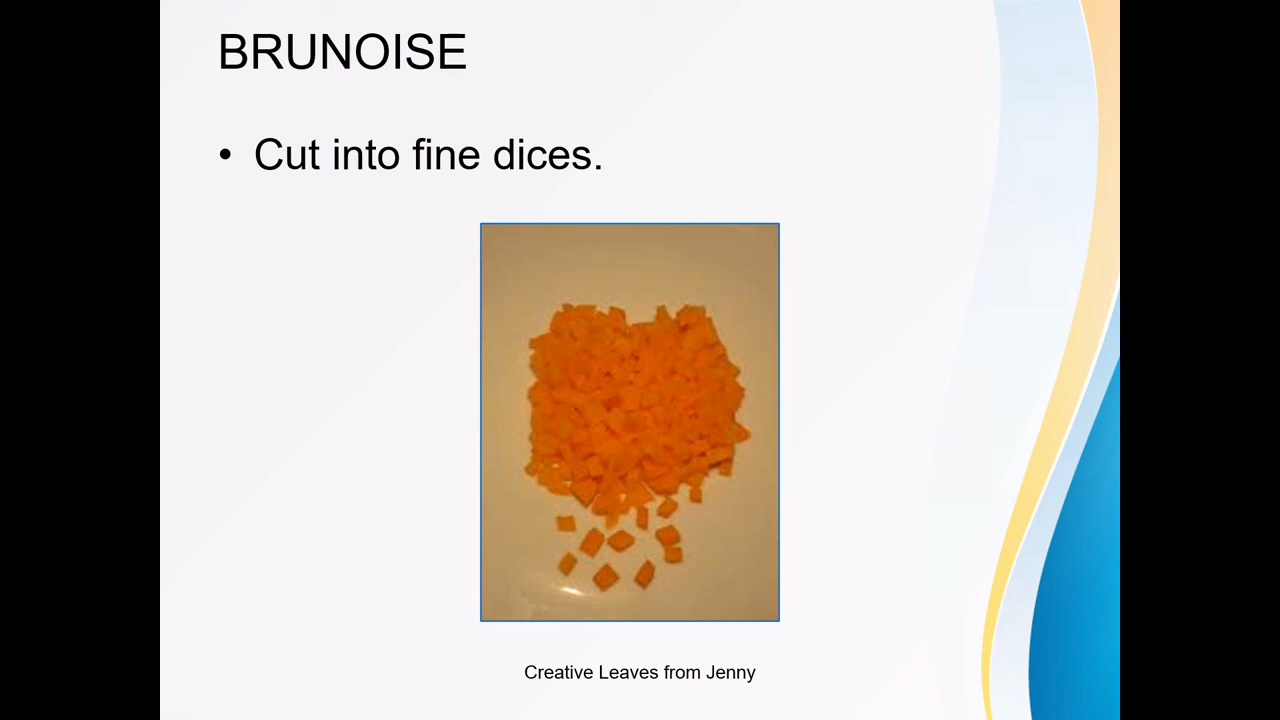 BRUNOISE
• Cut into fine dices.
Creative Leaves from Jenny